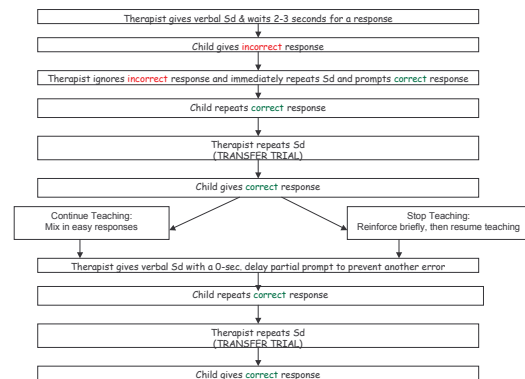 Therapist gives verbal Sd & waits 2-3 seconds for a response
Child gives incorrect response
Therapist ignores incorrect response and immediately repeats Sd and prompts correct response
Child repeats correct response
Therapist repeats Sd
(TRANSFER TRIAL)
Child gives correct response
Continue Teaching:
Mix in easy responses
Stop Teaching:
Reinforce briefly, then resume teaching
Therapist gives verbal Sd with a 0-sec. delay partial prompt to prevent another error
Child repeats correct response
Therapist repeats Sd
(TRANSFER TRIAL)
Child gives correct response